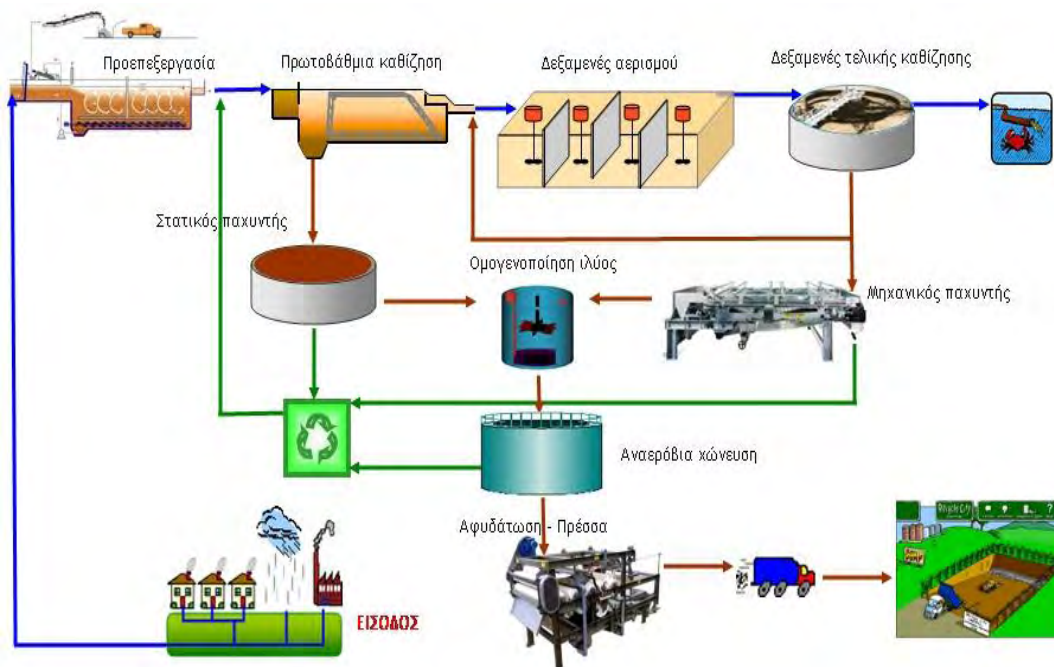 Προεπεξεργασία
Πρωτοβάθμια καθίζηση
Δεξαμενές αερισμού
Δεξαμενές τελικής καθίζησης
Στατικός παχυντής
Ομογενοποίηση ιλύος
Μηχανικός παχυντής
Αναερόβια χώνευση
Αφυδάτωση - Πρέσσα
ΕΙΣΟΔΟΣ